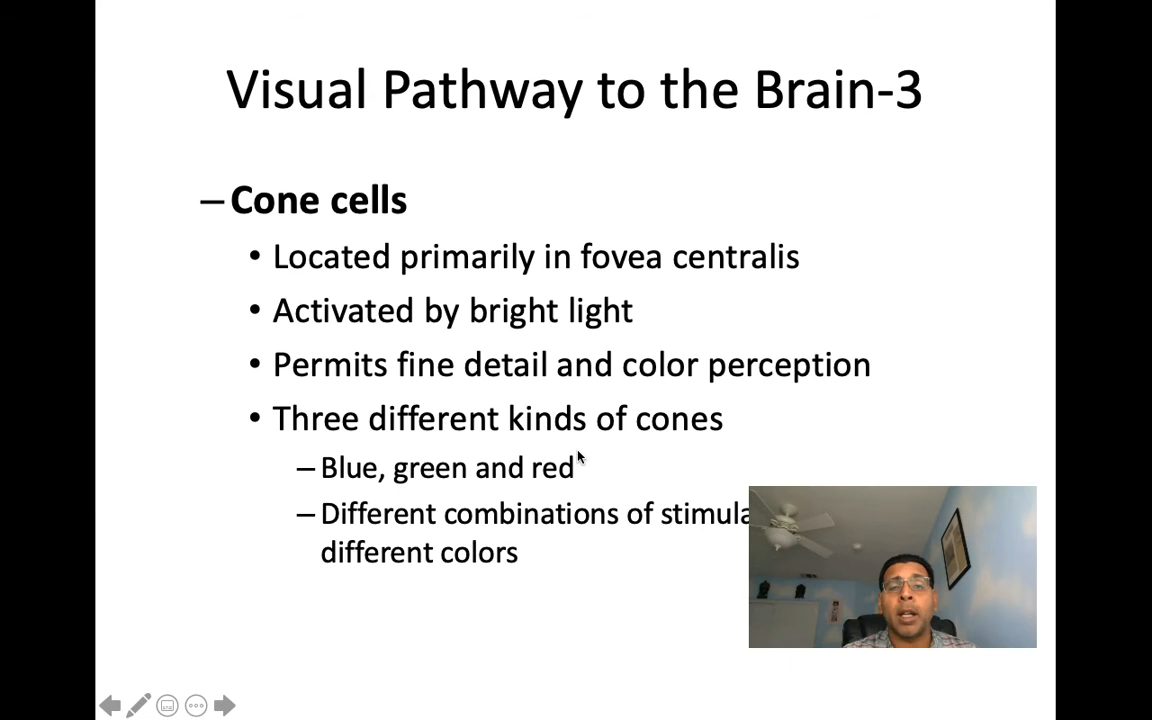 Visual Pathway to the Brain-3
– Cone cells
• Located primarily in fovea centralis
• Activated by bright light
• Permits fine detail and color perception
• Three different kinds of cones
– Blue, green and red
– Different combinations of
different colors